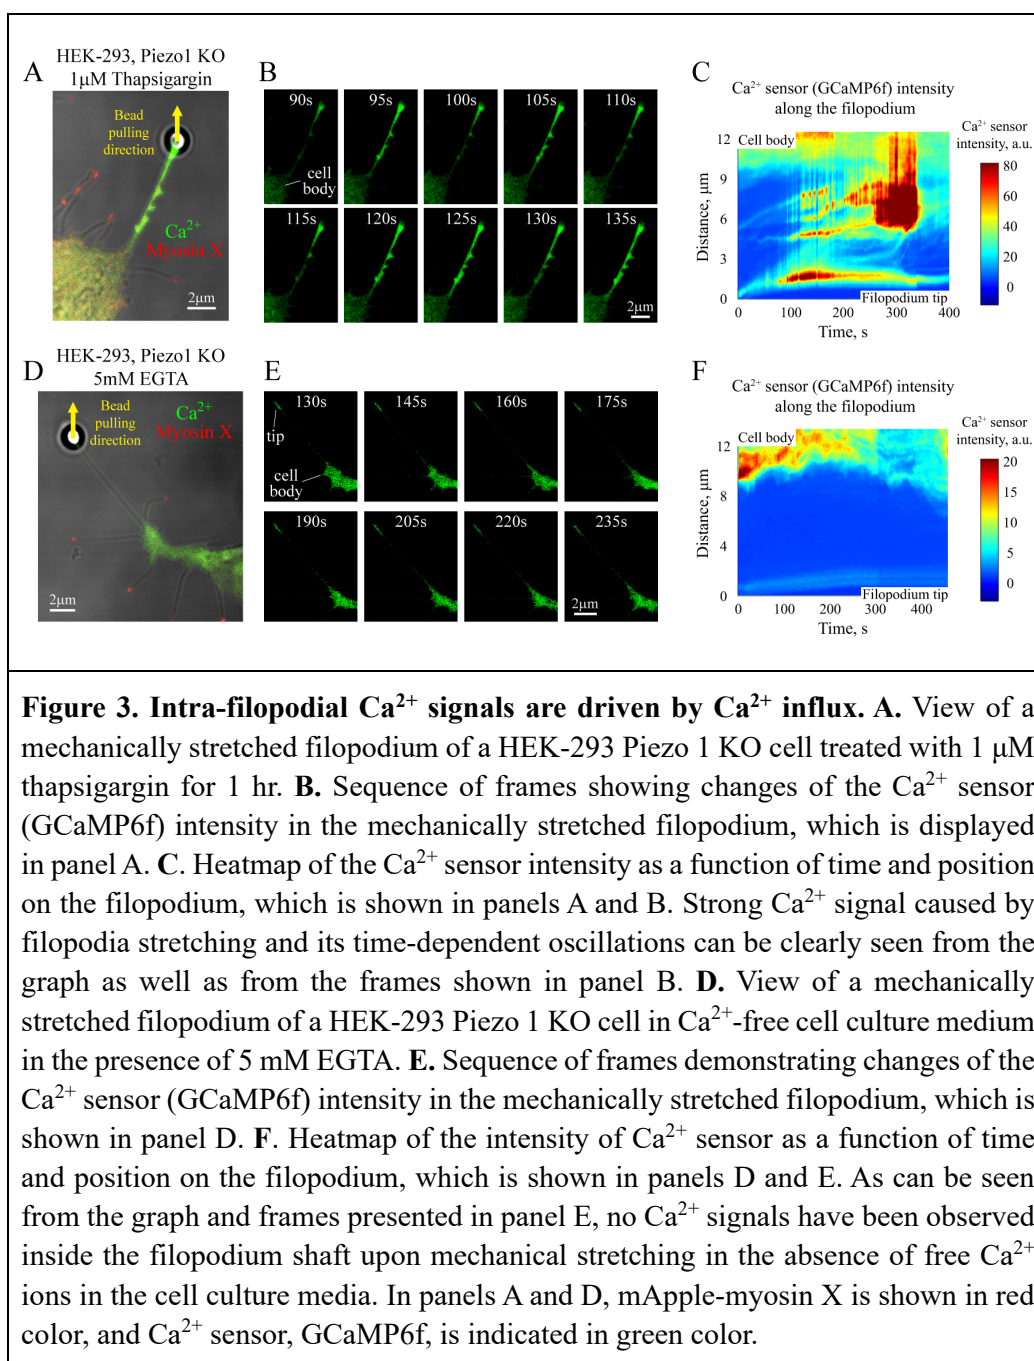 HEK-293, Piezo1 KO
1μM Thapsigargin
A
Bead
pulling
direction
Ca2+
Myosin X
2μm
B
90s
95s
100s
105s
110s
cell
body
115s
120s
125s
130s
135s
2μm
C
Ca2+ sensor (GCaMP6f) intensity
along the filopodium
Ca2+ sensor
intensity, a.u.
Cell body
12
9
6
3
0
Distance, μm
Filopodium tip
0 100 200 300 400
Time, s
80
60
40
20
0
HEK-293, Piezo1 KO
5mM EGTA
D
Bead
pulling
direction
Ca2+
Myosin X
2μm
E
130s
145s
160s
175s
tip
cell
body
190s
205s
220s
235s
2μm
F
Ca2+ sensor (GCaMP6f) intensity
along the filopodium
Ca2+ sensor
intensity, a.u.
Cell body
12
8
4
0
Distance, μm
Filopodium tip
0 100 200 300 400
Time, s
20
15
10
5
0
Figure 3. Intra-filopodial Ca2+ signals are driven by Ca2+ influx. A. View of a
mechanically stretched filopodium of a HEK-293 Piezo 1 KO cell treated with 1 μM
thapsigargin for 1 hr. B. Sequence of frames showing changes of the Ca2+ sensor
(GCaMP6f) intensity in the mechanically stretched filopodium, which is displayed
in panel A. C. Heatmap of the Ca2+ sensor intensity as a function of time and position
on the filopodium, which is shown in panels A and B. Strong Ca2+ signal caused by
filopodia stretching and its time-dependent oscillations can be clearly seen from the
graph as well as from the frames shown in panel B. D. View of a mechanically
stretched filopodium of a HEK-293 Piezo 1 KO cell in Ca2+-free cell culture medium
in the presence of 5 mM EGTA. E. Sequence of frames demonstrating changes of the
Ca2+ sensor (GCaMP6f) intensity in the mechanically stretched filopodium, which is
shown in panel D. F. Heatmap of the intensity of Ca2+ sensor as a function of time
and position on the filopodium, which is shown in panels D and E. As can be seen
from the graph and frames presented in panel E, no Ca2+ signals have been observed
inside the filopodium shaft upon mechanical stretching in the absence of free Ca2+
ions in the cell culture media. In panels A and D, mApple-myosin X is shown in red
color, and Ca2+ sensor, GCaMP6f, is indicated in green color.